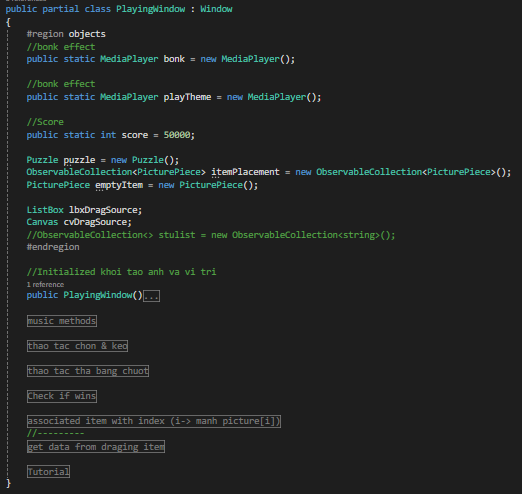 public partial class PlayingWindow : Window
{
#region objects
//bonk effect
public static MediaPlayer bonk = new MediaPlayer();
//bonk effect
public static MediaPlayer playTheme = new MediaPlayer();
//Score
public static int score = 50000;
Puzzle puzzle = new Puzzle();
ObservableCollection<PicturePiece> itemPlacement = new ObservableCollection<PicturePiece>();
PicturePiece emptyItem = new PicturePiece();
ListBox lbxDragSource;
Canvas cvDragSource;
//ObservableCollection<> stulist = new ObservableCollection<string>();
#endregion
//Initialized khoi tao anh va vi tri
1 reference
public PlayingWindow()...
music methods
thao tac chon & keo
thao tac tha bang chuot
Check if wins
associated item with index (i-> manh picture[i])
//---------
get data from draging item
Tutorial
}